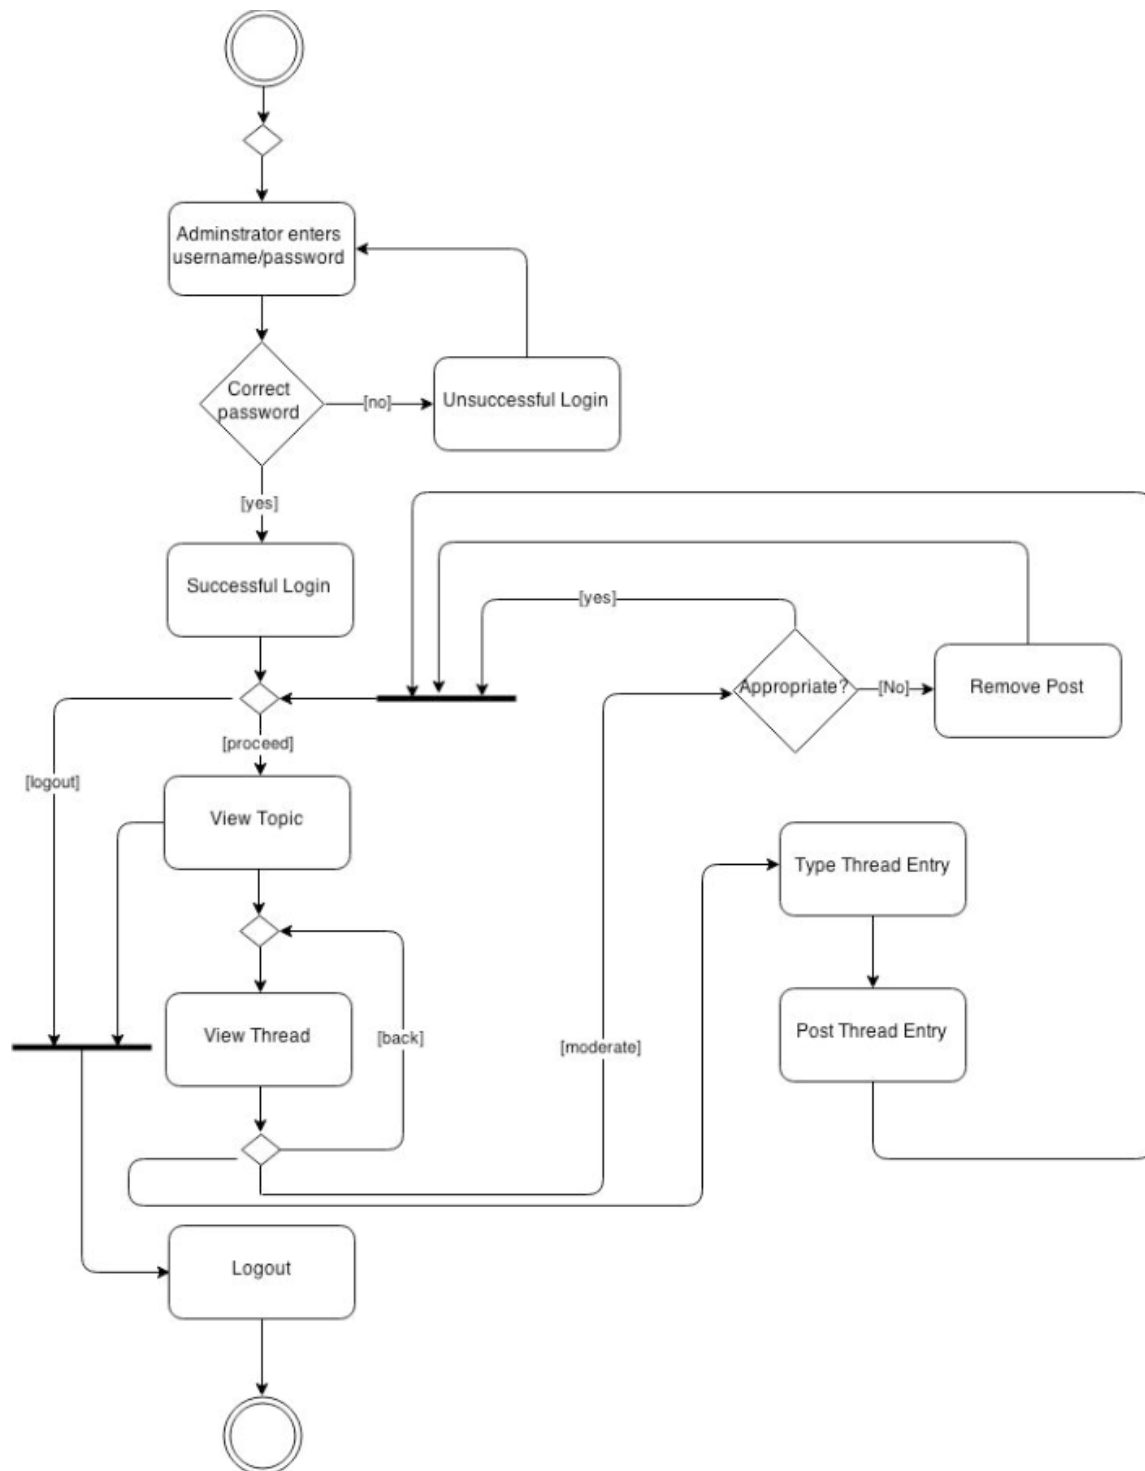 Adminstrator enters
username/password
Correct
password
[no]
Unsuccessful Login
[yes]
Successful Login
[yes]
Appropriate?
[No]
Remove Post
[proceed]
[logout]
View Topic
Type Thread Entry
View Thread
[back]
[moderate]
Post Thread Entry
Logout